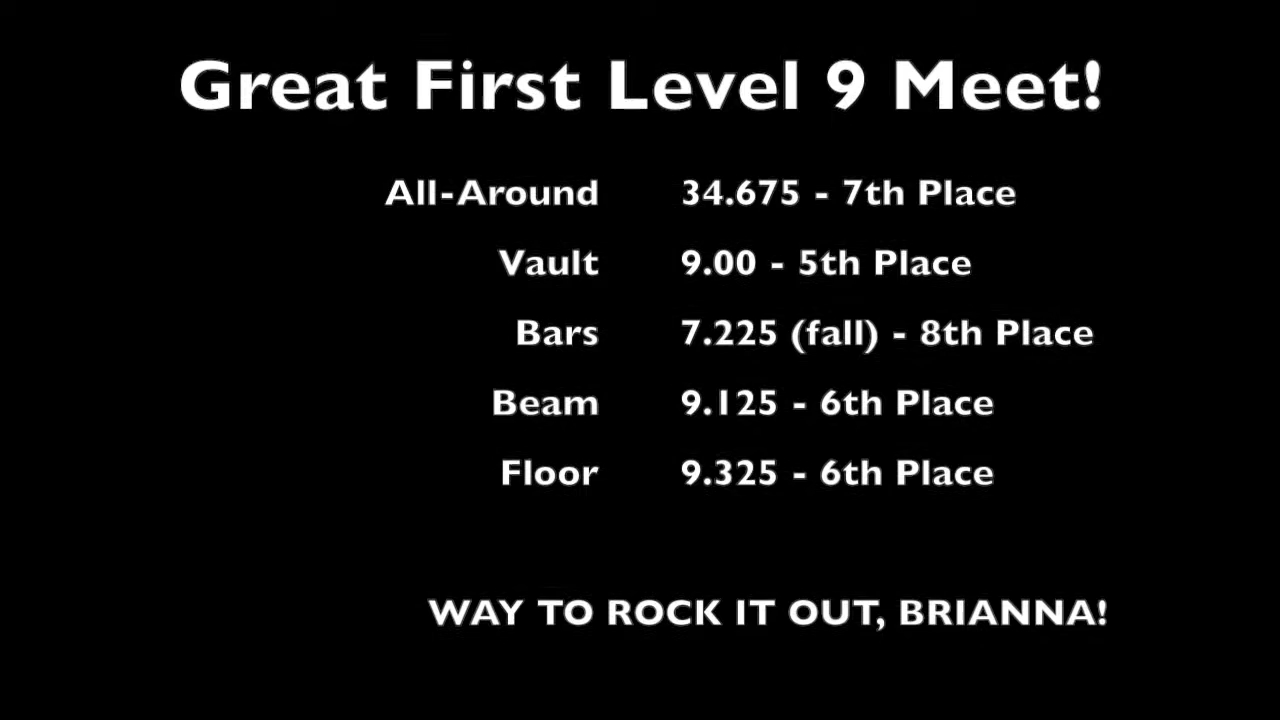 Great First Level 9 Meet!
All-Around 34.675 - 7th Place
Vault 9.00 - 5th Place
Bars 7.225 (fall) - 8th Place
Beam 9.125 - 6th Place
Floor 9.325 - 6th Place
WAY TO ROCK IT OUT, BRIANNA!